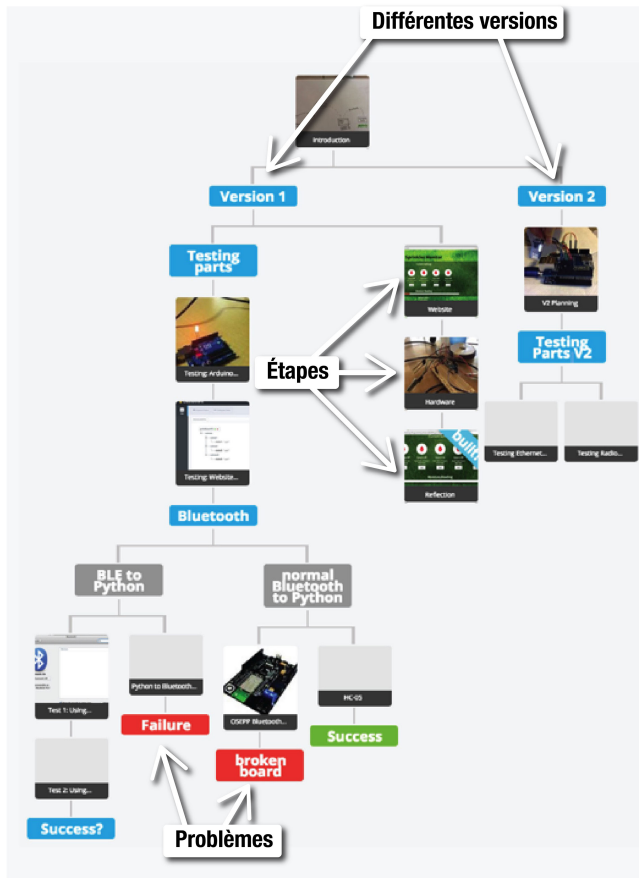 Différentes versions
Introduction
Version 1
Version 2
Testing
parts
Website
V2 Planning
Testing: Arduino...
Étapes
Testing
Parts V2
Hardware
Testing: Website...
Testing Ethernet...
Testing Radio...
built!
Reflection
Bluetooth
BLE to
Python
normal
Bluetooth
to Python
Test 1: Using...
Python to Bluetooth...
OSEPP Bluetooth...
HC-05
Failure
Success
broken
board
Test 2: Using...
Success?
Problèmes